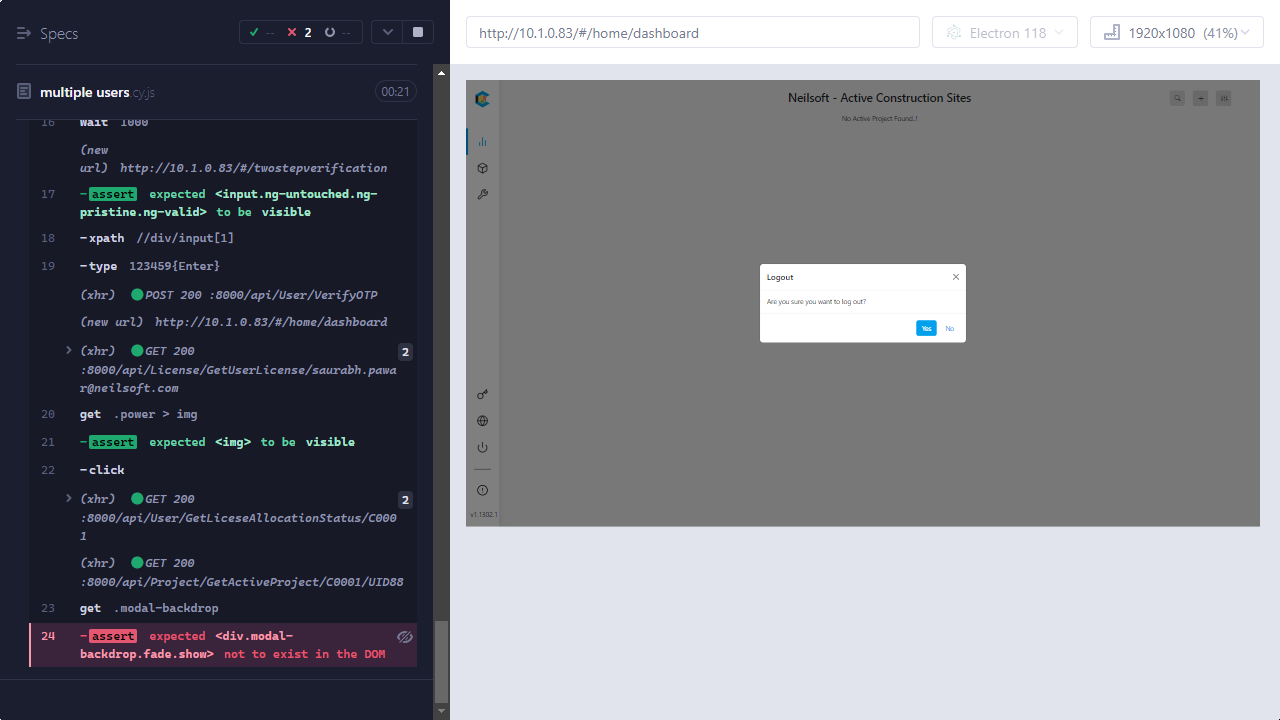 Specs
-- 2 --
multiple users.cy.js
00:21
16 wait 1000
(new
url) http://10.1.0.83/#/twostepverification
17 -assert expected <input.ng-untouched.ng-
pristine.ng-valid> to be visible
18 -xpath //div/input[1]
19 -type 123459{Enter}
(xhr) POST 200 :8000/api/User/VerifyOTP
(new url) http://10.1.0.83/#/home/dashboard
(xhr) GET 200 2
:8000/api/License/GetUserLicense/saurabh.pawa
r@neilsoft.com
20 get .power > img
21 -assert expected <img> to be visible
22 -click
(xhr) GET 200 2
:8000/api/User/GetLiceseAllocationStatus/C000
1
(xhr) GET 200
:8000/api/Project/GetActiveProject/C0001/UID88
23 get .modal-backdrop
24 -assert expected <div.modal-
backdrop.fade.show> not to exist in the DOM
http://10.1.0.83/#/home/dashboard
Electron 118
1920x1080 (41%)
Neilsoft - Active Construction Sites
No Active Project Found..!
Logout
Are you sure you want to log out?
Yes No
v1.1302.1